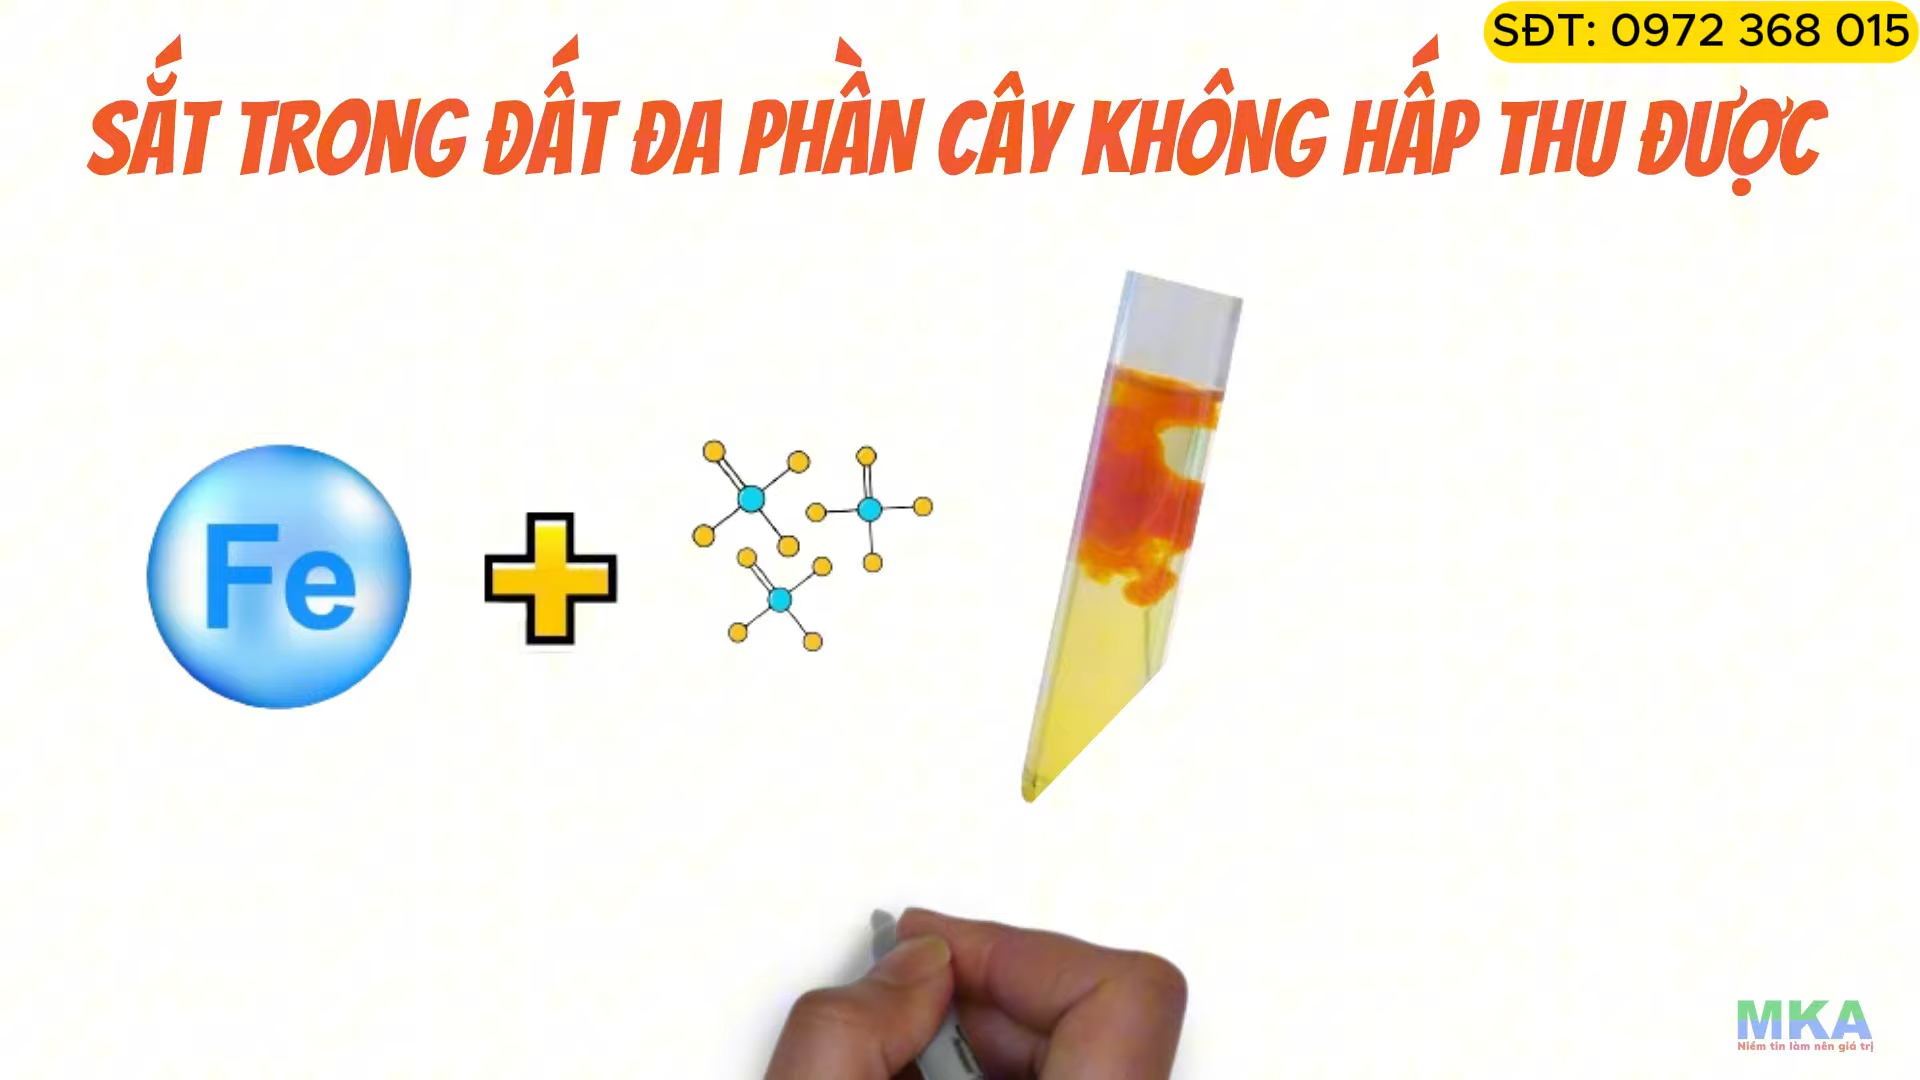 SĐT: 0972 368 015
SẮT TRONG ĐẤT ĐA PHẦN CÂY KHÔNG HẤP THU ĐƯỢC
Fe
MKA
Niềm tin làm nên giá trị